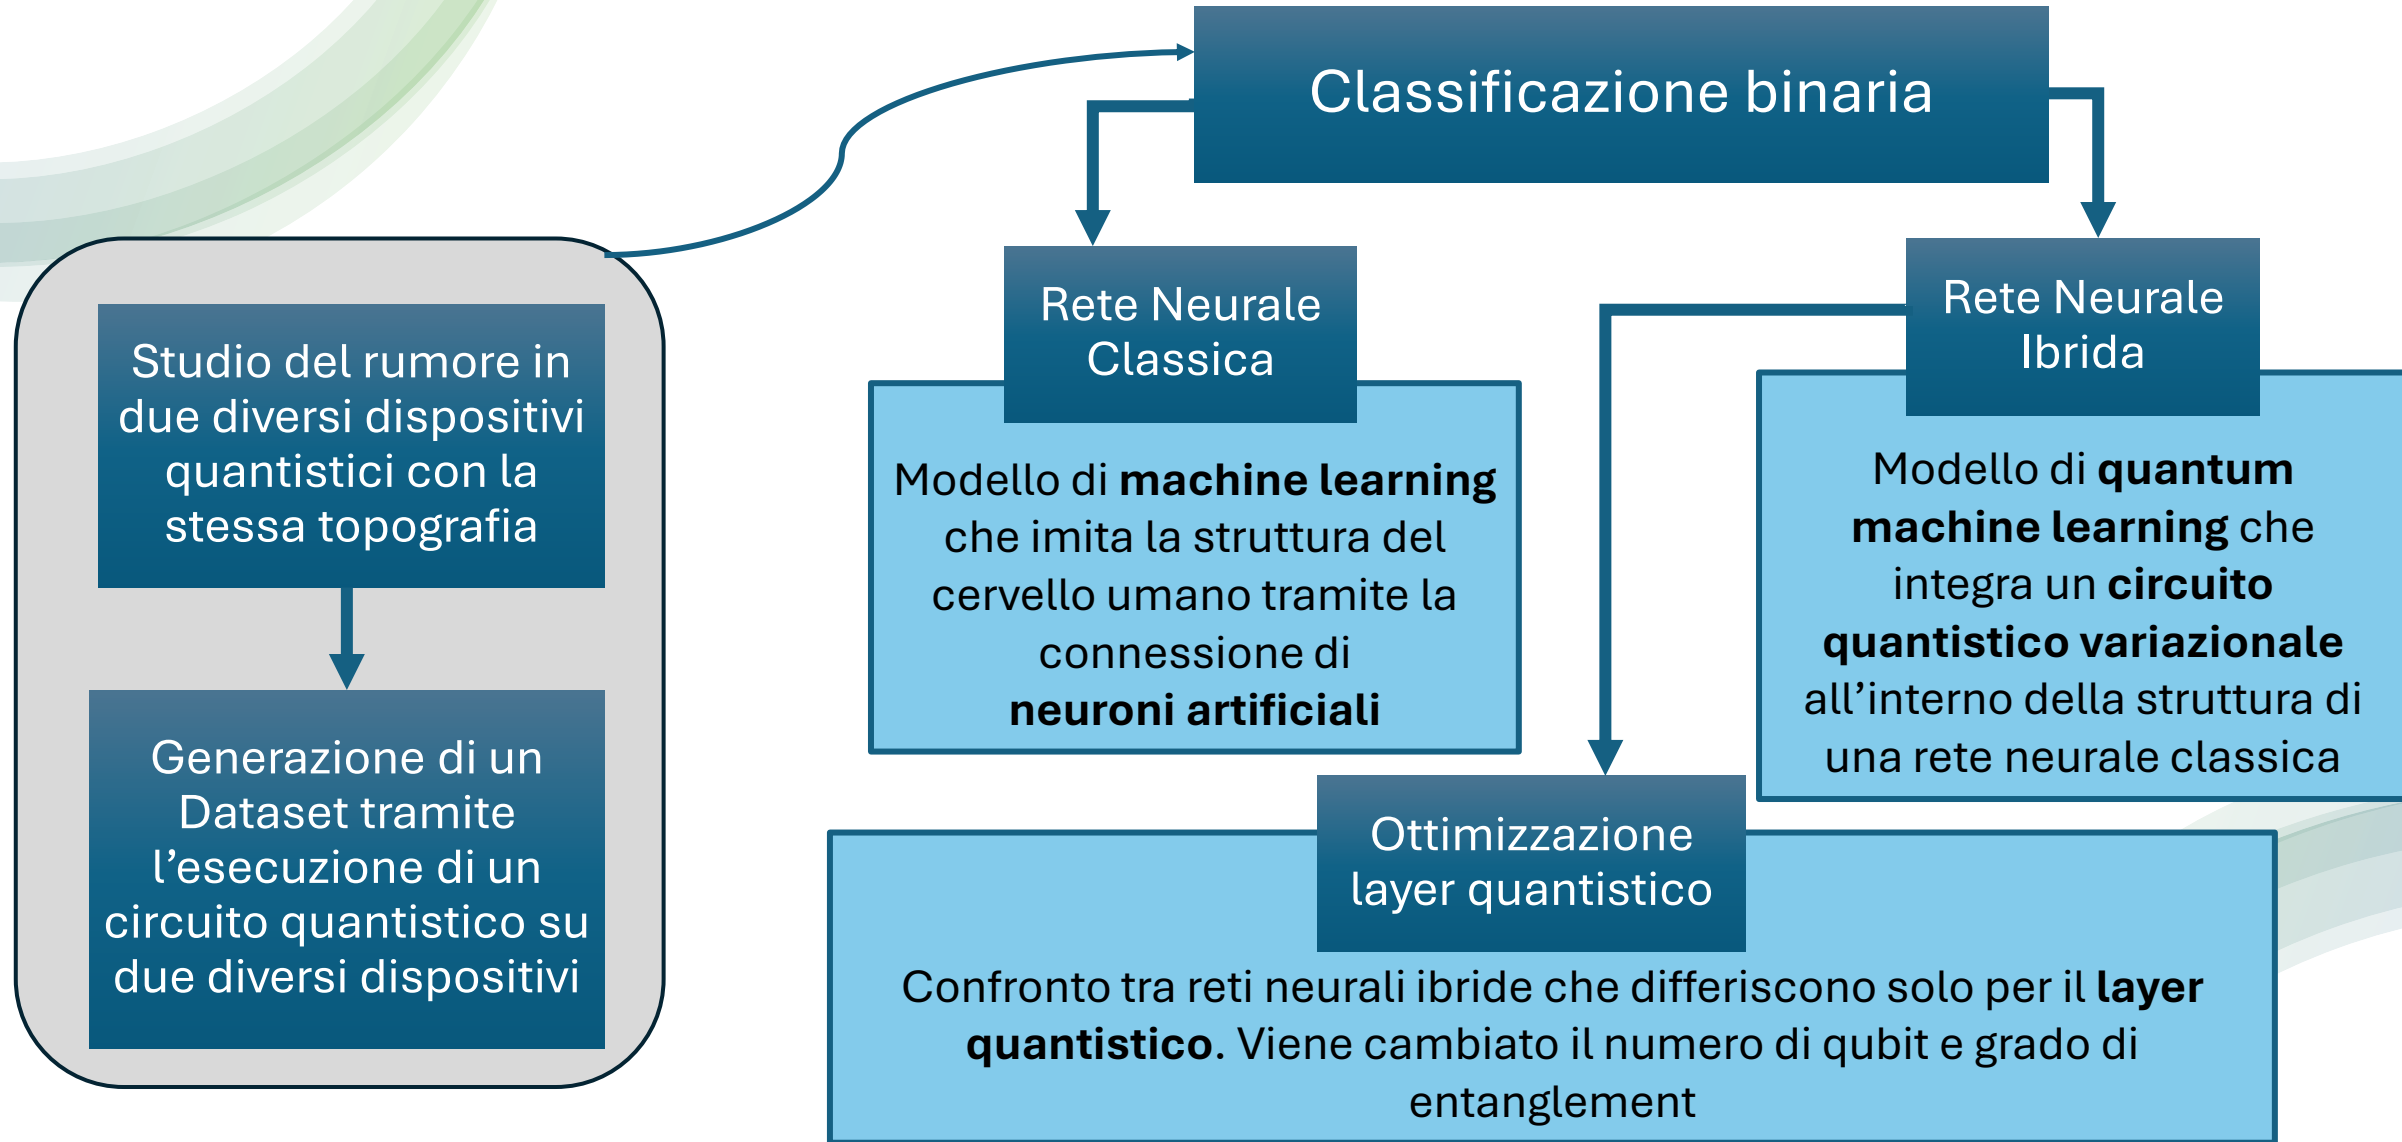 Classificazione binaria
Studio del rumore in
due diversi dispositivi
quantistici con la
stessa topografia
Generazione di un
Dataset tramite
l’esecuzione di un
circuito quantistico su
due diversi dispositivi
Rete Neurale
Classica
Modello di machine learning
che imita la struttura del
cervello umano tramite la
connessione di
neuroni artificiali
Rete Neurale
Ibrida
Modello di quantum
machine learning che
integra un circuito
quantistico variazionale
all’interno della struttura di
una rete neurale classica
Ottimizzazione
layer quantistico
Confronto tra reti neurali ibride che differiscono solo per il layer
quantistico. Viene cambiato il numero di qubit e grado di
entanglement